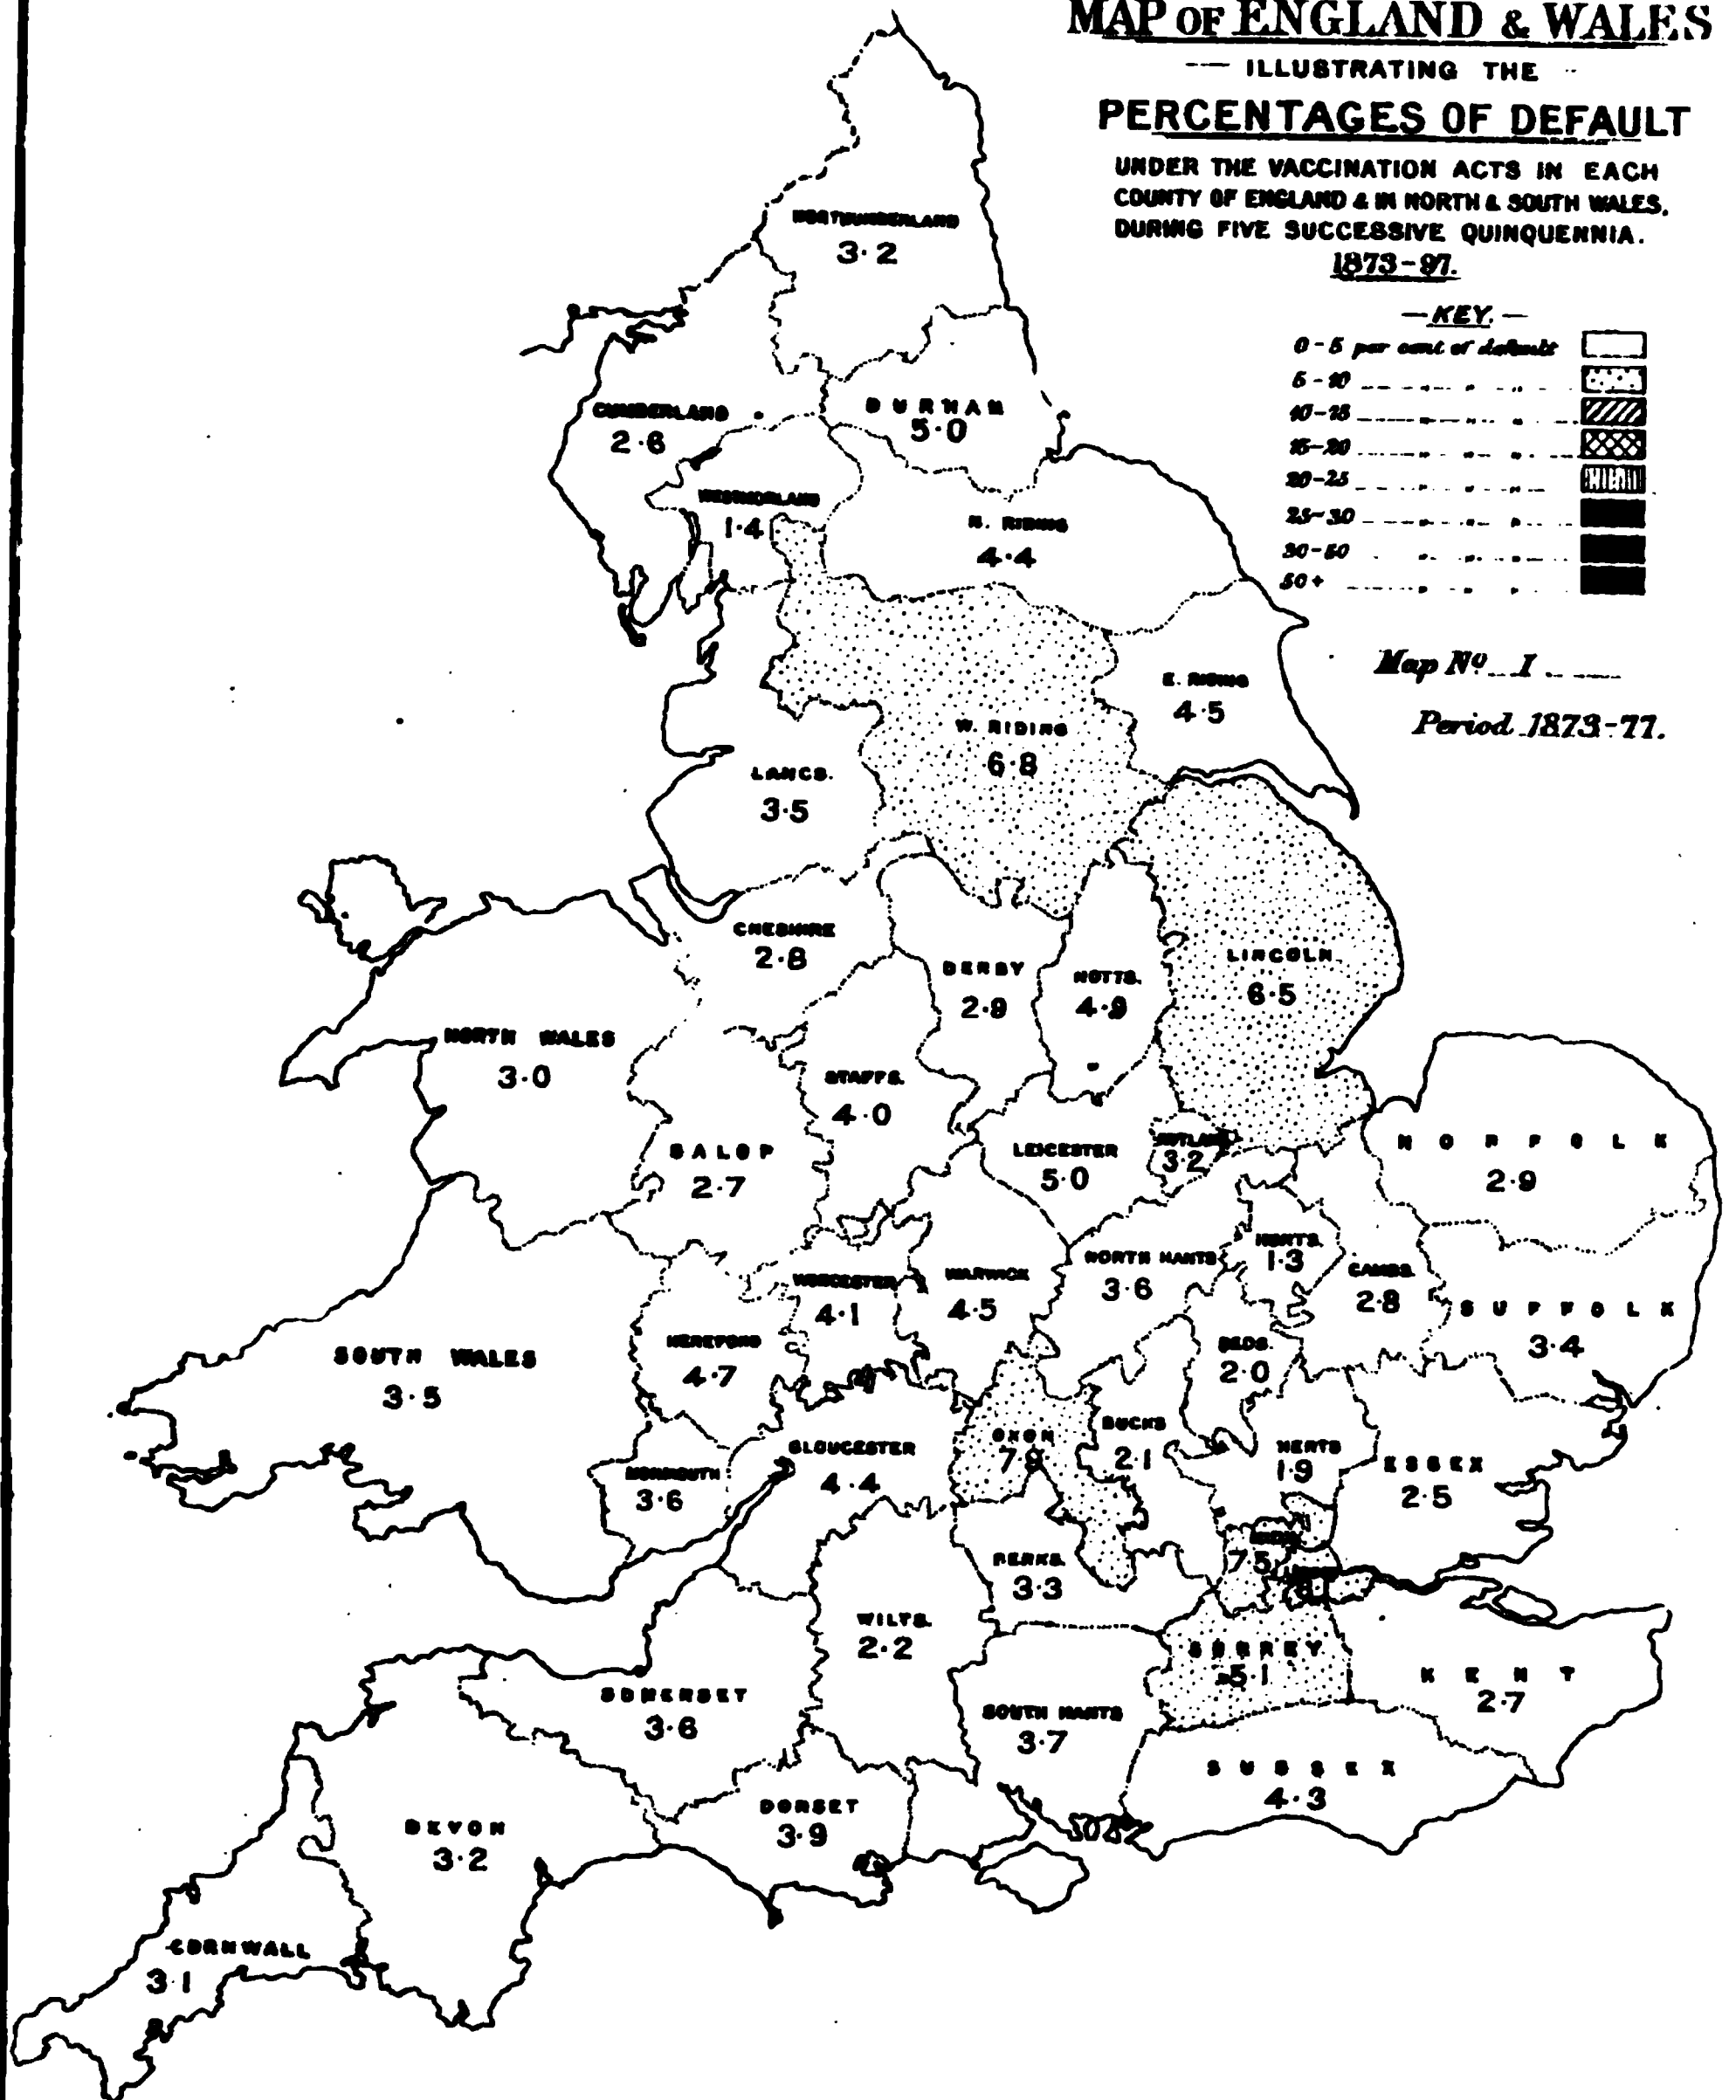 MAP OF ENGLAND & WALES
ILLUSTRATING THE
PERCENTAGES OF DEFAULT
UNDER THE VACCINATION ACTS IN EACH
COUNTY OF ENGLAND & IN NORTH & SOUTH WALES,
DURING FIVE SUCCESSIVE QUINQUENNIA.
1873-97.
KEY.
0-5 per cent of default
5-10 " " "
10-15 " " "
15-20 " " "
20-25 " " "
25-30 " " "
30-50 " " "
50+ " " "
Map No I
Period 1873-77.
NORTHUMBERLAND
3.2
CUMBERLAND
2.6
DURHAM
5.0
WESTMORLAND
1.4
N. RIDING
4.4
E. RIDING
4.5
W. RIDING
6.8
LANCS.
3.5
CHESHIRE
2.8
DERBY
2.9
NOTTS.
4.9
LINCOLN
6.5
NORTH WALES
3.0
STAFFS.
4.0
SALOP
2.7
LEICESTER
5.0
RUTLAND
3.2
NORFOLK
2.9
NORTH HANTS
3.6
HUNTS.
1.3
CAMBS.
2.8
WORCESTER
4.1
WARWICK
4.5
SUFFOLK
3.4
HEREFORD
4.7
BEDS.
2.0
SOUTH WALES
3.5
GLOUCESTER
4.4
OXON
BUCKS
2.1
HERTS
1.9
ESSEX
2.5
MONMOUTH
3.6
BERKS.
3.3
7.5
WILTS.
2.2
SURREY
5.1
KENT
2.7
SOMERSET
3.6
SOUTH HANTS
3.7
SUSSEX
4.3
DORSET
3.9
DEVON
3.2
CORNWALL
3.1